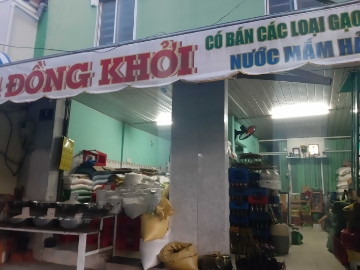 ĐỒNG KHỞI
CÓ BÁN CÁC LOẠI GẠO
NƯỚC MẮM